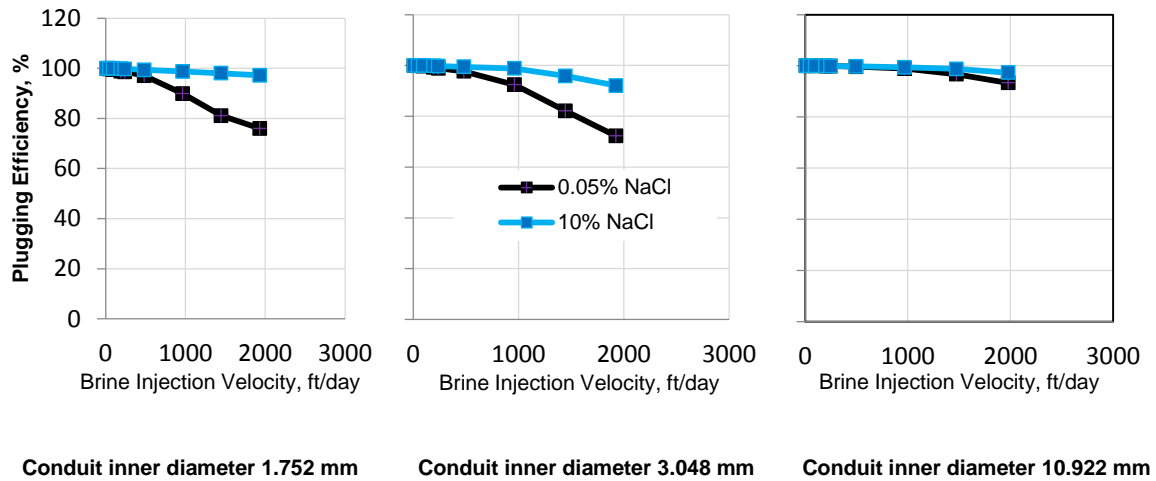 Plugging Efficiency, %
120
100
80
60
40
20
0
0 1000 2000 3000
Brine Injection Velocity, ft/day
Conduit inner diameter 1.752 mm
0.05% NaCl
10% NaCl
0 1000 2000 3000
Brine Injection Velocity, ft/day
Conduit inner diameter 3.048 mm
0 1000 2000 3000
Brine Injection Velocity, ft/day
Conduit inner diameter 10.922 mm